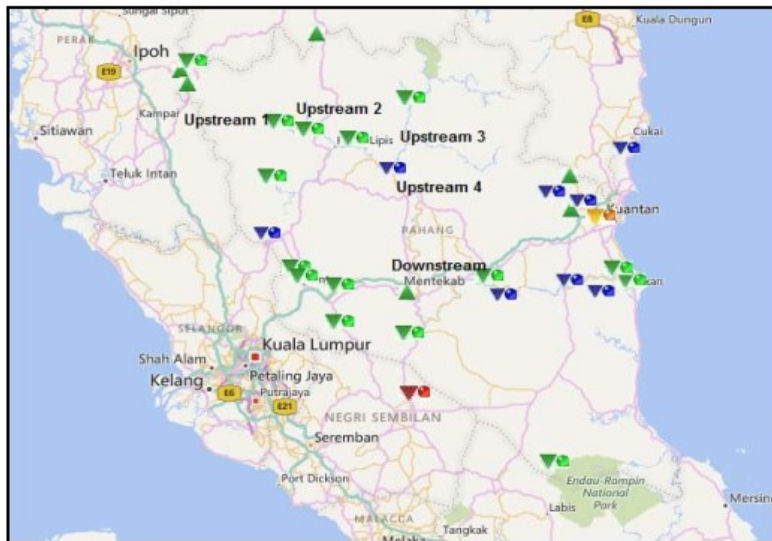 Sungai Siput
Kuala Dungun
E8
PERAK
Ipoh
E19
Kampar
Upstream 1
Upstream 2
Upstream 3
Lipis
Cukai
Sitiawan
Teluk Intan
Upstream 4
Kuantan
PAHANG
Downstream
Mentekab
SELANGOR
Kuala Lumpur
Shah Alam
Petaling Jaya
Kelang
E6
Putrajaya
E21
NEGRI SEMBILAN
Seremban
Port Dickson
Endau-Rompin
National
Park
Labis
Mersing
MALACCA
Tangkak
Melaka